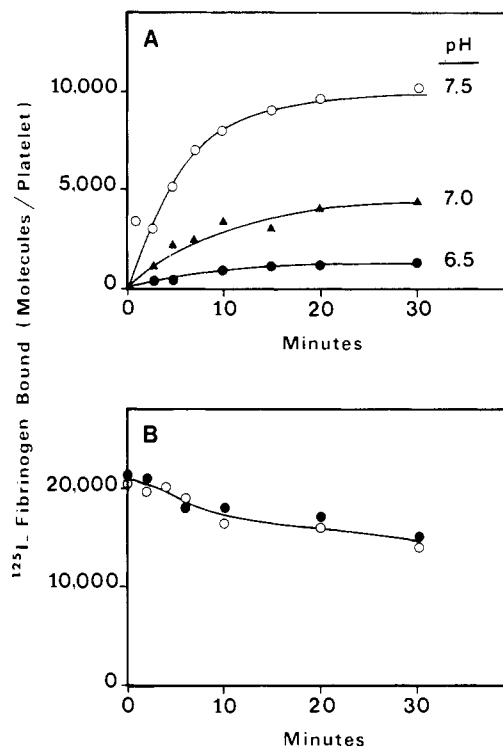 A
pH
7.5
7.0
6.5
10,000
5,000
0
0 10 20 30
Minutes
¹²⁵I- Fibrinogen Bound (Molecules / Platelet)
B
20,000
10,000
0
0 10 20 30
Minutes